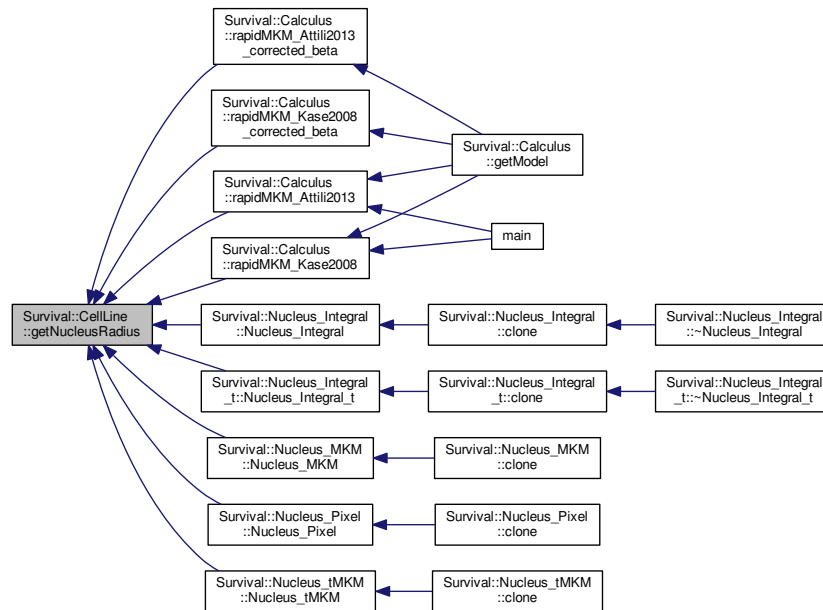 Survival::Calculus
::rapidMKM_Attili2013
_corrected_beta
Survival::Calculus
::rapidMKM_Kase2008
_corrected_beta
Survival::Calculus
::getModel
Survival::Calculus
::rapidMKM_Attili2013
main
Survival::Calculus
::rapidMKM_Kase2008
Survival::CellLine
::getNucleusRadius
Survival::Nucleus_Integral
::Nucleus_Integral
Survival::Nucleus_Integral
::clone
Survival::Nucleus_Integral
::~Nucleus_Integral
Survival::Nucleus_Integral
_t::Nucleus_Integral_t
Survival::Nucleus_Integral
_t::clone
Survival::Nucleus_Integral
_t::~Nucleus_Integral_t
Survival::Nucleus_MKM
::Nucleus_MKM
Survival::Nucleus_MKM
::clone
Survival::Nucleus_Pixel
::Nucleus_Pixel
Survival::Nucleus_Pixel
::clone
Survival::Nucleus_tMKM
::Nucleus_tMKM
Survival::Nucleus_tMKM
::clone